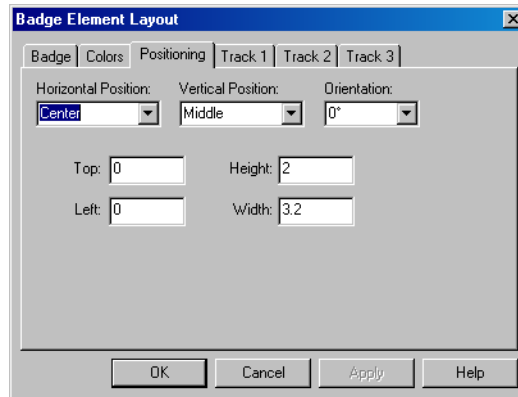 Badge Element Layout
Badge Colors Positioning Track 1 Track 2 Track 3
Horizontal Position: Vertical Position: Orientation:
Center Middle 0°
Top: 0 Height: 2
Left: 0 Width: 3.2
OK Cancel Apply Help